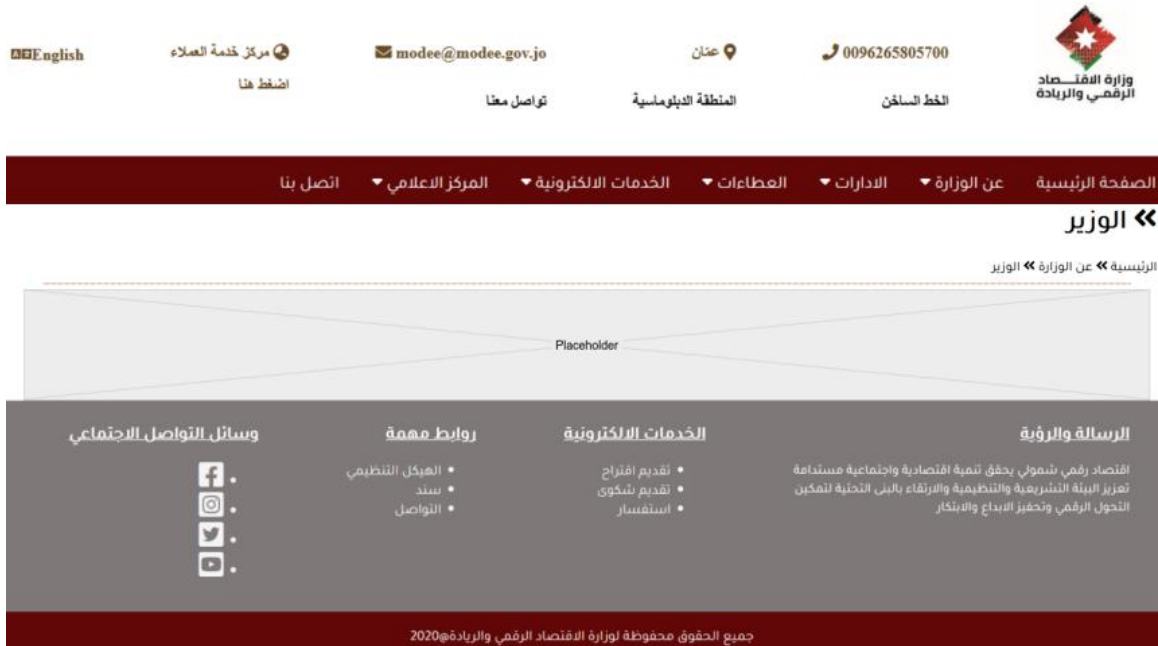 وزارة الاقتـــصاد
الرقمـي والريادة
0096265805700
الخط الساخن
عمّان
المنطقة الدبلوماسية
modee@modee.gov.jo
تواصل معنا
مركز خدمة العملاء
اضغط هنا
English
الصفحة الرئيسية عن الوزارة الادارات العطاءات الخدمات الالكترونية المركز الاعلامي اتصل بنا
» الوزير
الرئيسية » عن الوزارة » الوزير
Placeholder
الرسالة والرؤية
اقتصاد رقمي شمولي يحقق تنمية اقتصادية واجتماعية مستدامة
تعزيز البيئة التشريعية والتنظيمية والارتقاء بالبنى التحتية لتمكين
التحول الرقمي وتحفيز الابداع والابتكار
الخدمات الالكترونية
تقديم اقتراح
تقديم شكوى
استفسار
روابط مهمة
الهيكل التنظيمي
سند
التواصل
وسائل التواصل الاجتماعي
جميع الحقوق محفوظة لوزارة الاقتصاد الرقمي والريادة@2020